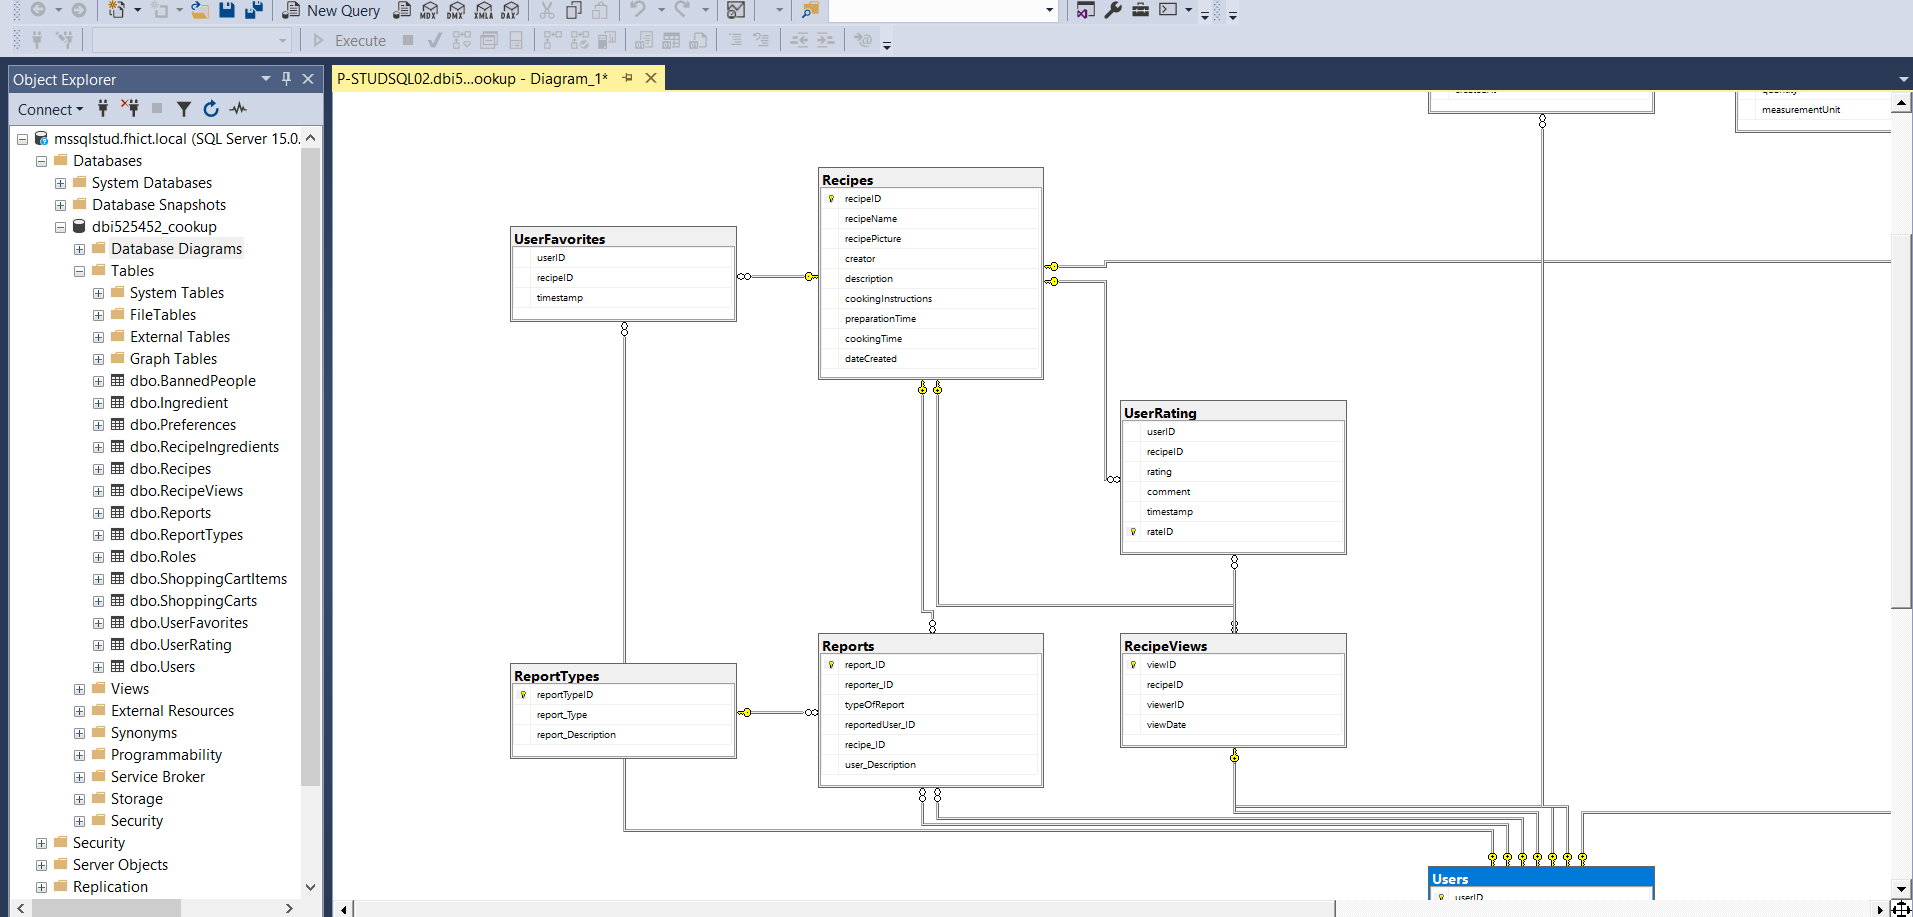 New Query
MDX
DMX
XMLA
DAX
Execute
Object Explorer
P-STUDSQL02.dbi5...ookup - Diagram_1*
Connect
mssqlstud.fhict.local (SQL Server 15.0.
Databases
System Databases
Database Snapshots
dbi525452_cookup
Database Diagrams
Tables
System Tables
FileTables
External Tables
Graph Tables
dbo.BannedPeople
dbo.Ingredient
dbo.Preferences
dbo.RecipeIngredients
dbo.Recipes
dbo.RecipeViews
dbo.Reports
dbo.ReportTypes
dbo.Roles
dbo.ShoppingCartItems
dbo.ShoppingCarts
dbo.UserFavorites
dbo.UserRating
dbo.Users
Views
External Resources
Synonyms
Programmability
Service Broker
Storage
Security
Security
Server Objects
Replication
measurementUnit
Recipes
recipeID
recipeName
recipePicture
creator
description
cookingInstructions
preparationTime
cookingTime
dateCreated
UserFavorites
userID
recipeID
timestamp
UserRating
userID
recipeID
rating
comment
timestamp
rateID
ReportTypes
reportTypeID
report_Type
report_Description
Reports
report_ID
reporter_ID
typeOfReport
reportedUser_ID
recipe_ID
user_Description
RecipeViews
viewID
recipeID
viewerID
viewDate
Users
userID